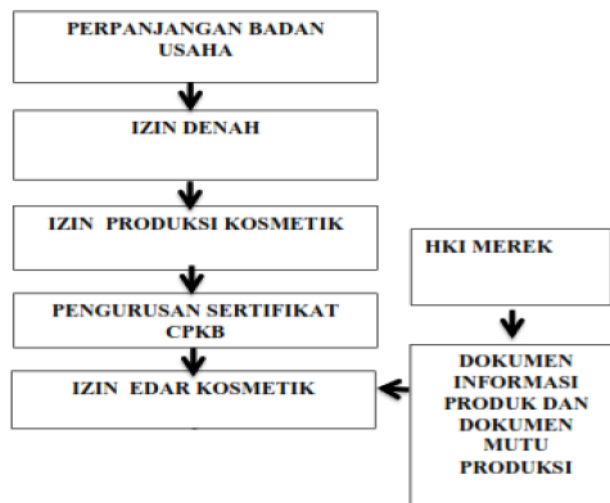 PERPANJANGAN BADAN
USAHA
IZIN DENAH
IZIN PRODUKSI KOSMETIK
PENGURUSAN SERTIFIKAT
CPKB
IZIN EDAR KOSMETIK
HKI MEREK
DOKUMEN
INFORMASI
PRODUK DAN
DOKUMEN
MUTU
PRODUKSI